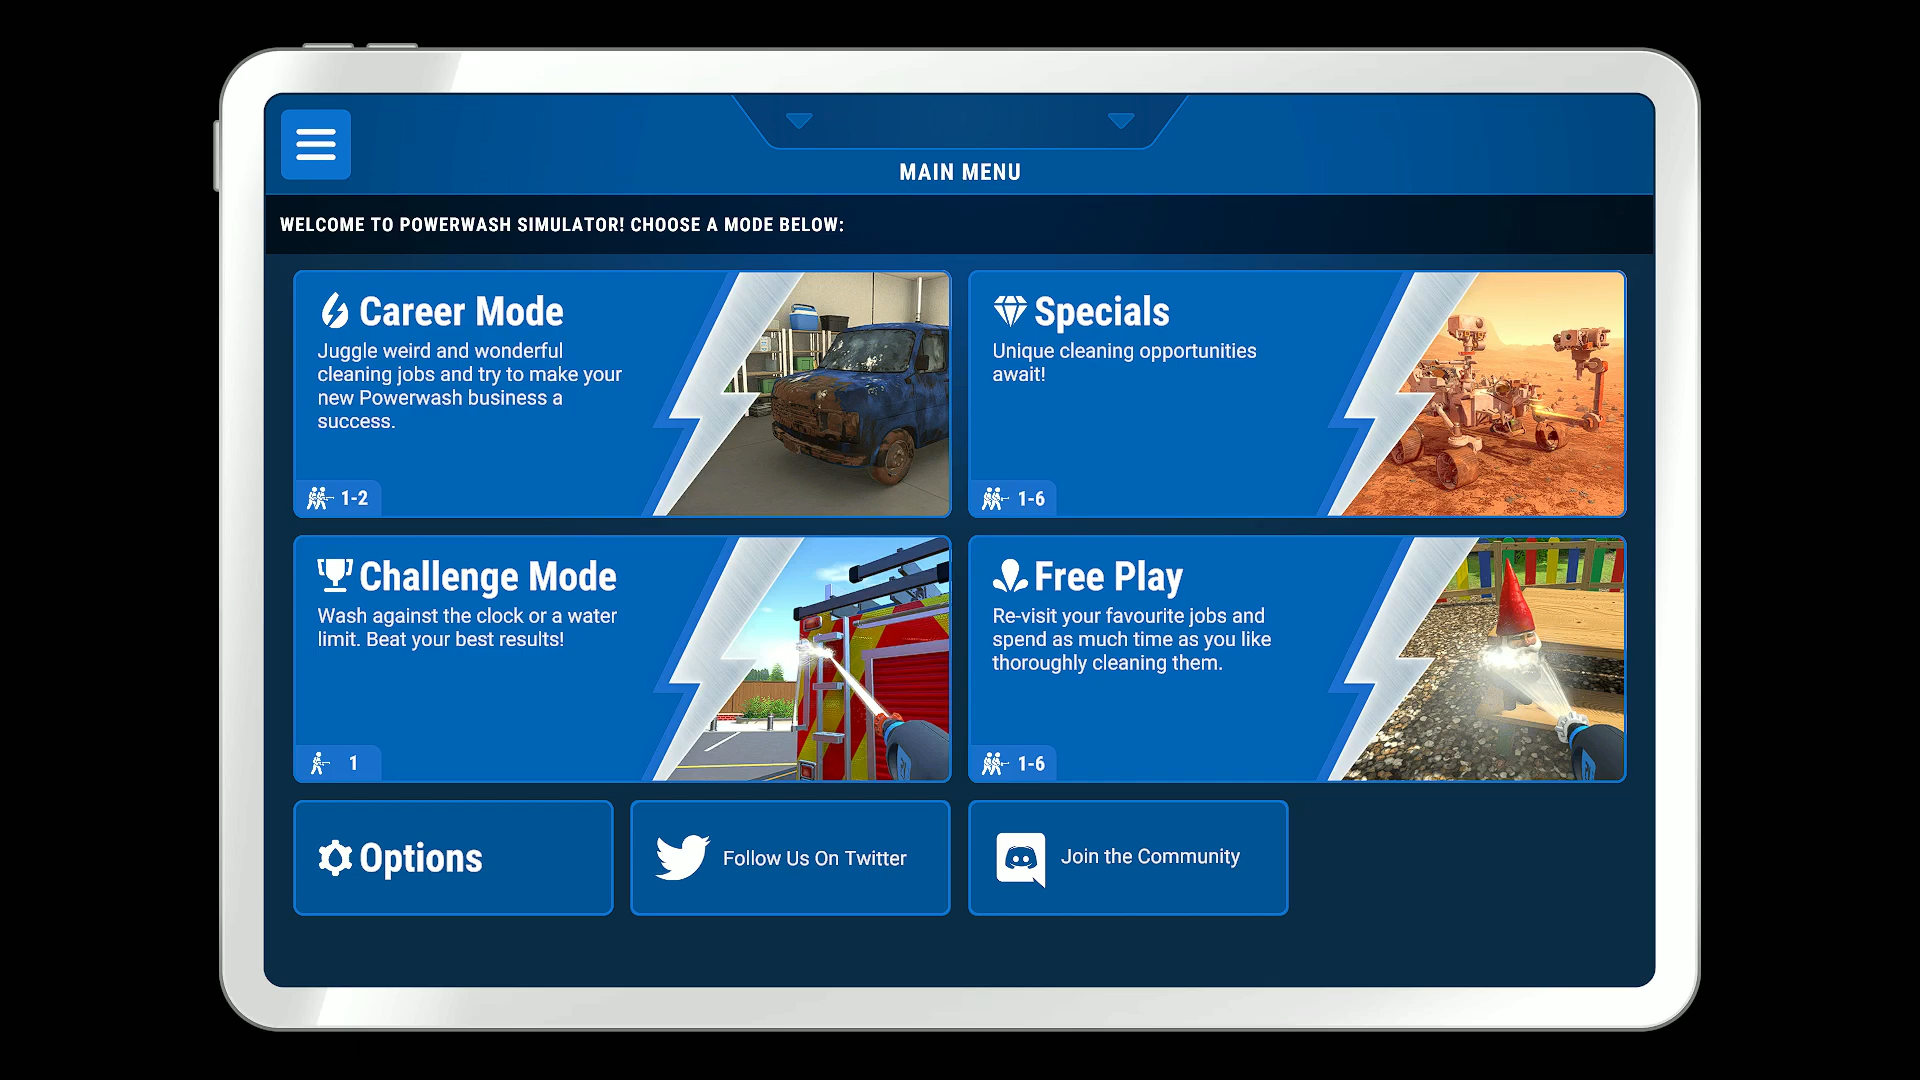 MAIN MENU
WELCOME TO POWERWASH SIMULATOR! CHOOSE A MODE BELOW:
Career Mode
Juggle weird and wonderful
cleaning jobs and try to make your
new Powerwash business a
success.
1-2
Specials
Unique cleaning opportunities
await!
1-6
Challenge Mode
Wash against the clock or a water
limit. Beat your best results!
1
Free Play
Re-visit your favourite jobs and
spend as much time as you like
thoroughly cleaning them.
1-6
Options
Follow Us On Twitter
Join the Community